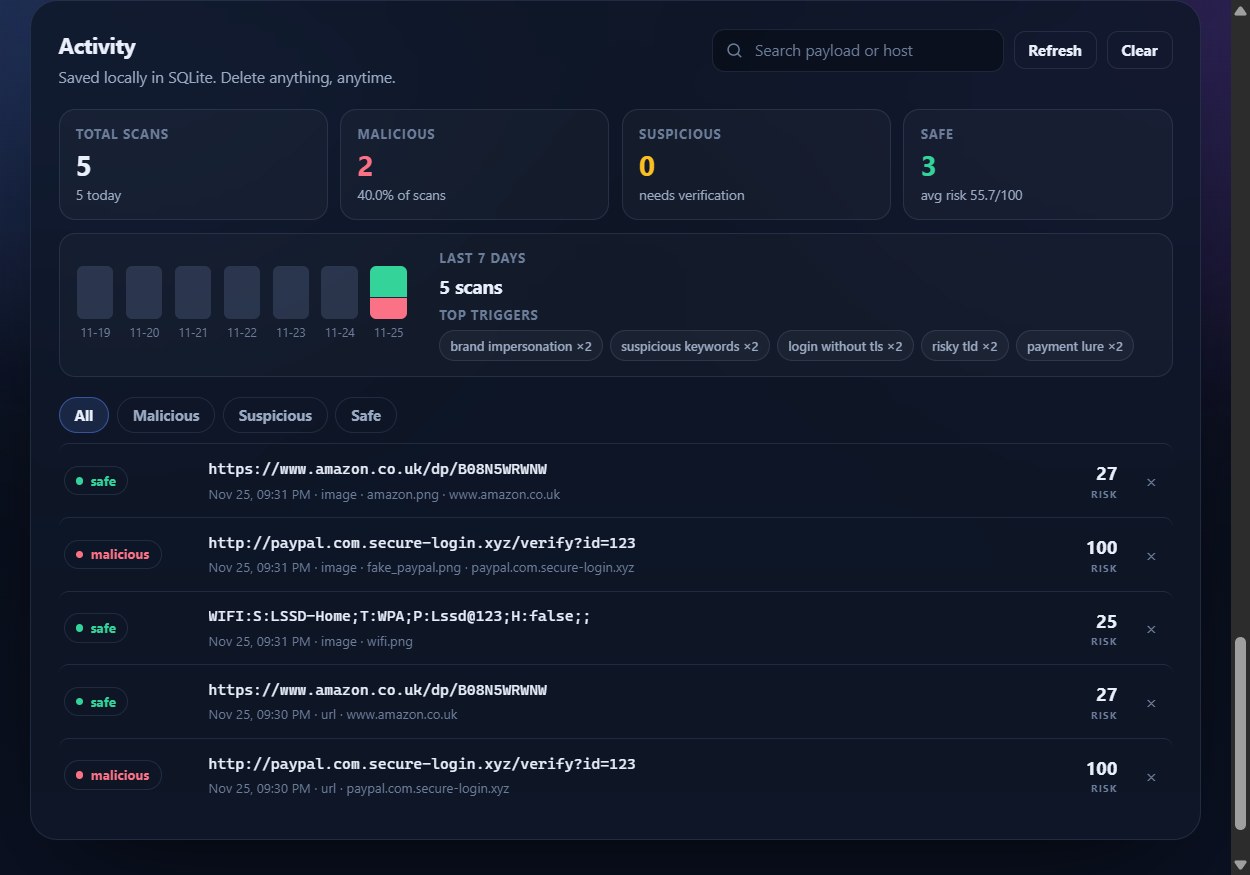 Activity
Saved locally in SQLite. Delete anything, anytime.
Search payload or host
Refresh
Clear
TOTAL SCANS
5
5 today
MALICIOUS
2
40.0% of scans
SUSPICIOUS
0
needs verification
SAFE
3
avg risk 55.7/100
11-19 11-20 11-21 11-22 11-23 11-24 11-25
LAST 7 DAYS
5 scans
TOP TRIGGERS
brand impersonation ×2 suspicious keywords ×2 login without tls ×2 risky tld ×2 payment lure ×2
All Malicious Suspicious Safe
safe
https://www.amazon.co.uk/dp/B08N5WRWNW
Nov 25, 09:31 PM · image · amazon.png · www.amazon.co.uk
27
RISK
×
malicious
http://paypal.com.secure-login.xyz/verify?id=123
Nov 25, 09:31 PM · image · fake_paypal.png · paypal.com.secure-login.xyz
100
RISK
×
safe
WIFI:S:LSSD-Home;T:WPA;P:Lssd@123;H:false;;
Nov 25, 09:31 PM · image · wifi.png
25
RISK
×
safe
https://www.amazon.co.uk/dp/B08N5WRWNW
Nov 25, 09:30 PM · url · www.amazon.co.uk
27
RISK
×
malicious
http://paypal.com.secure-login.xyz/verify?id=123
Nov 25, 09:30 PM · url · paypal.com.secure-login.xyz
100
RISK
×